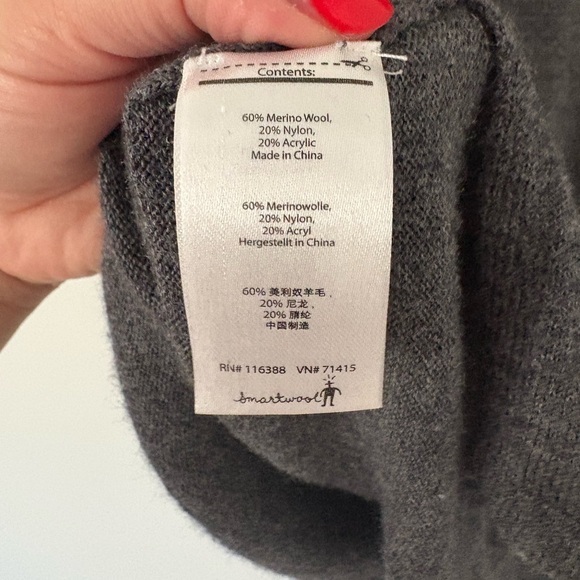 Contents:
60% Merino Wool,
20% Nylon,
20% Acrylic
Made in China
60% Merinowolle,
20% Nylon,
20% Acryl
Hergestellt in China
60% 美利奴羊毛，
20% 尼龙，
20% 腈纶
中国制造
RN# 116388 VN# 71415
smartwool